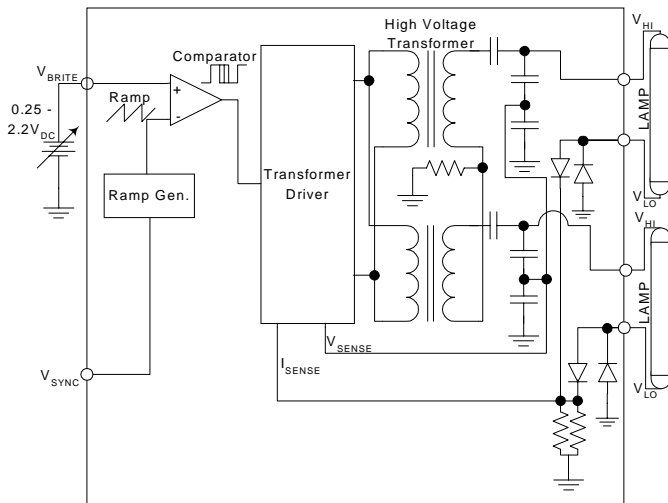 High Voltage
Transformer
V_HI
V_BRITE
Comparator
+
-
Ramp
0.25 -
2.2V_DC
LAMP
Transformer
Driver
Ramp Gen.
V_LO
V_HI
LAMP
V_SENSE
I_SENSE
V_SYNC
V_LO